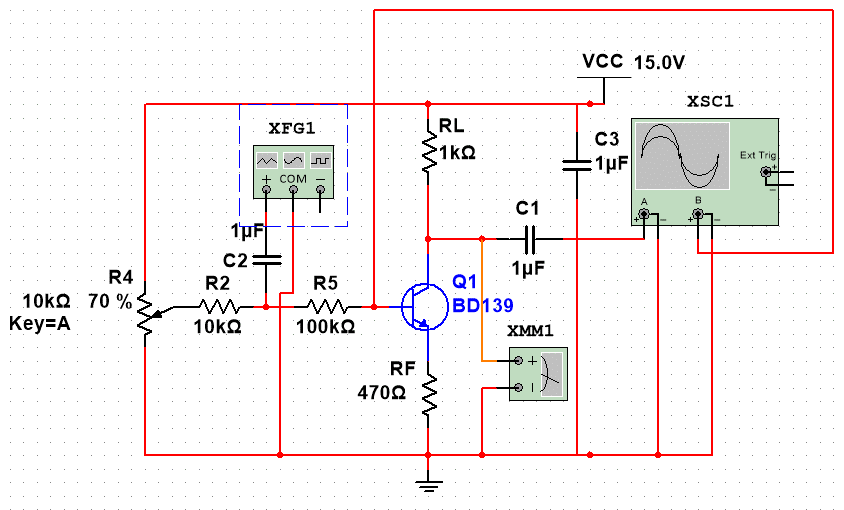 VCC 15.0V
XSC1
XFG1
+ COM −
RL
1kΩ
C3
1µF
Ext Trig
+
−
A
B
+ − + −
C1
1µF
1µF
C2
R4
10kΩ 70 %
Key=A
R2
10kΩ
R5
100kΩ
Q1
BD139
XMM1
+
−
RF
470Ω